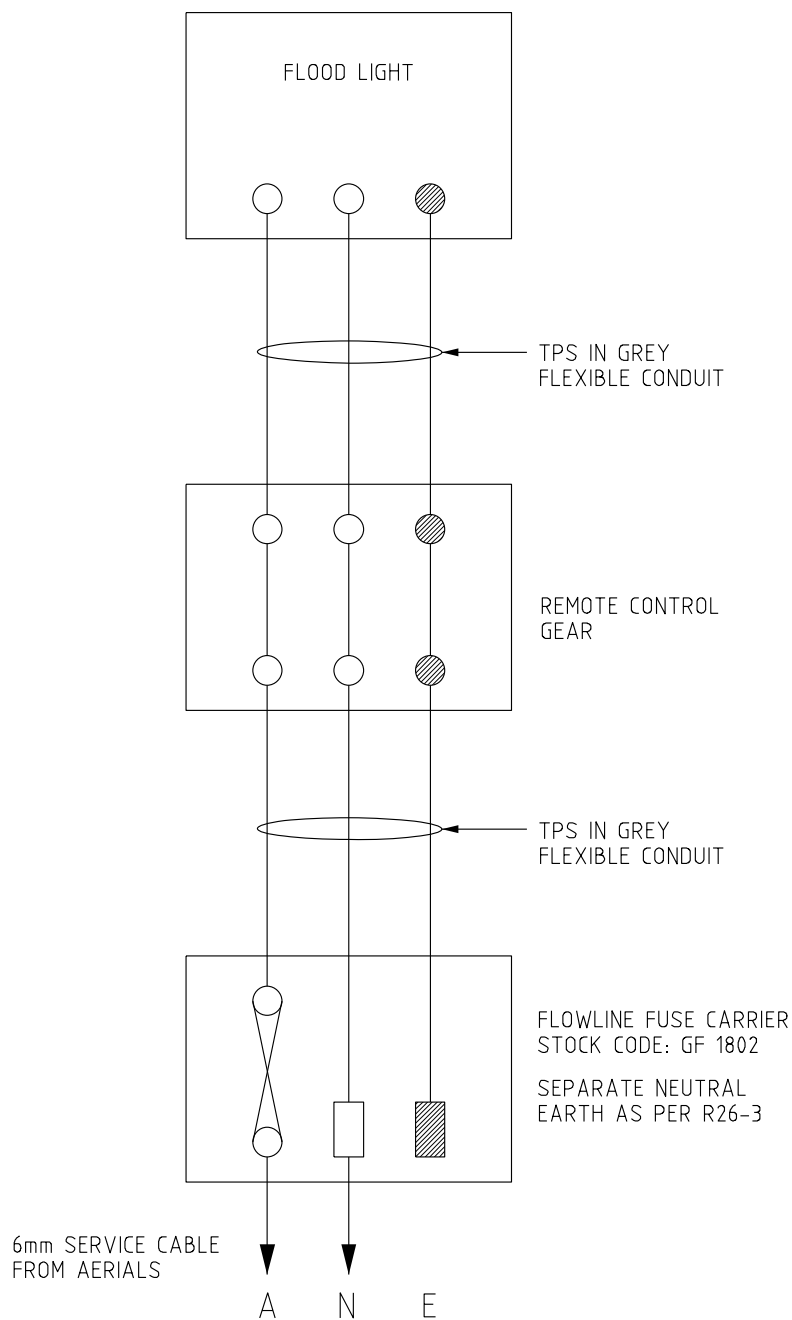 FLOOD LIGHT
TPS IN GREY
FLEXIBLE CONDUIT
REMOTE CONTROL
GEAR
TPS IN GREY
FLEXIBLE CONDUIT
FLOWLINE FUSE CARRIER
STOCK CODE: GF 1802
SEPARATE NEUTRAL
EARTH AS PER R26-3
6mm SERVICE CABLE
FROM AERIALS
A N E